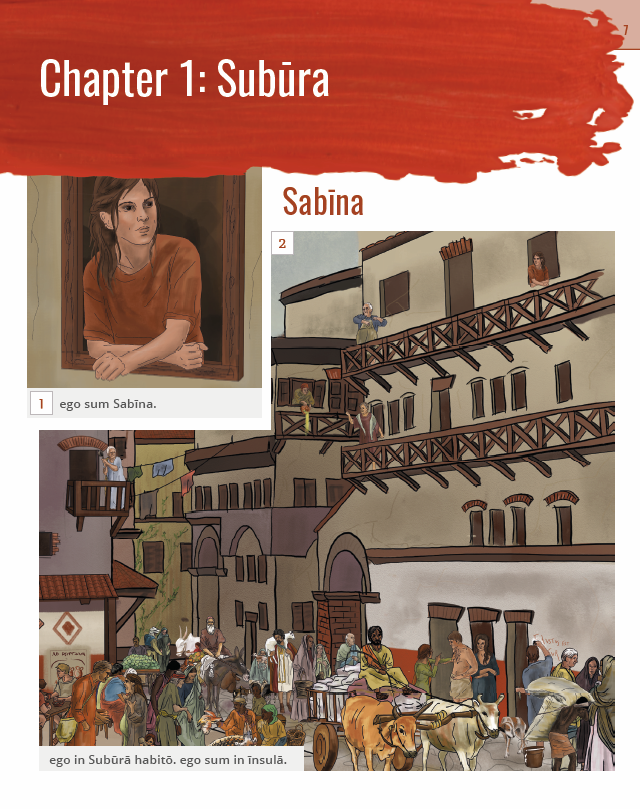 7
Chapter 1: Subūra
Sabīna
2
1 ego sum Sabīna.
ego in Subūrā habitō. ego sum in īnsulā.